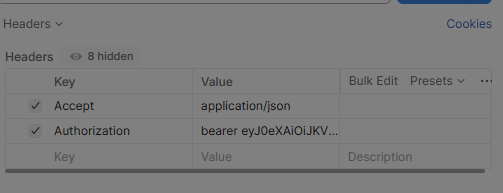 Headers Cookies
Headers 8 hidden
Key Value Bulk Edit Presets ...
Accept application/json
Authorization bearer eyJ0eXAiOiJKV...
Key Value Description